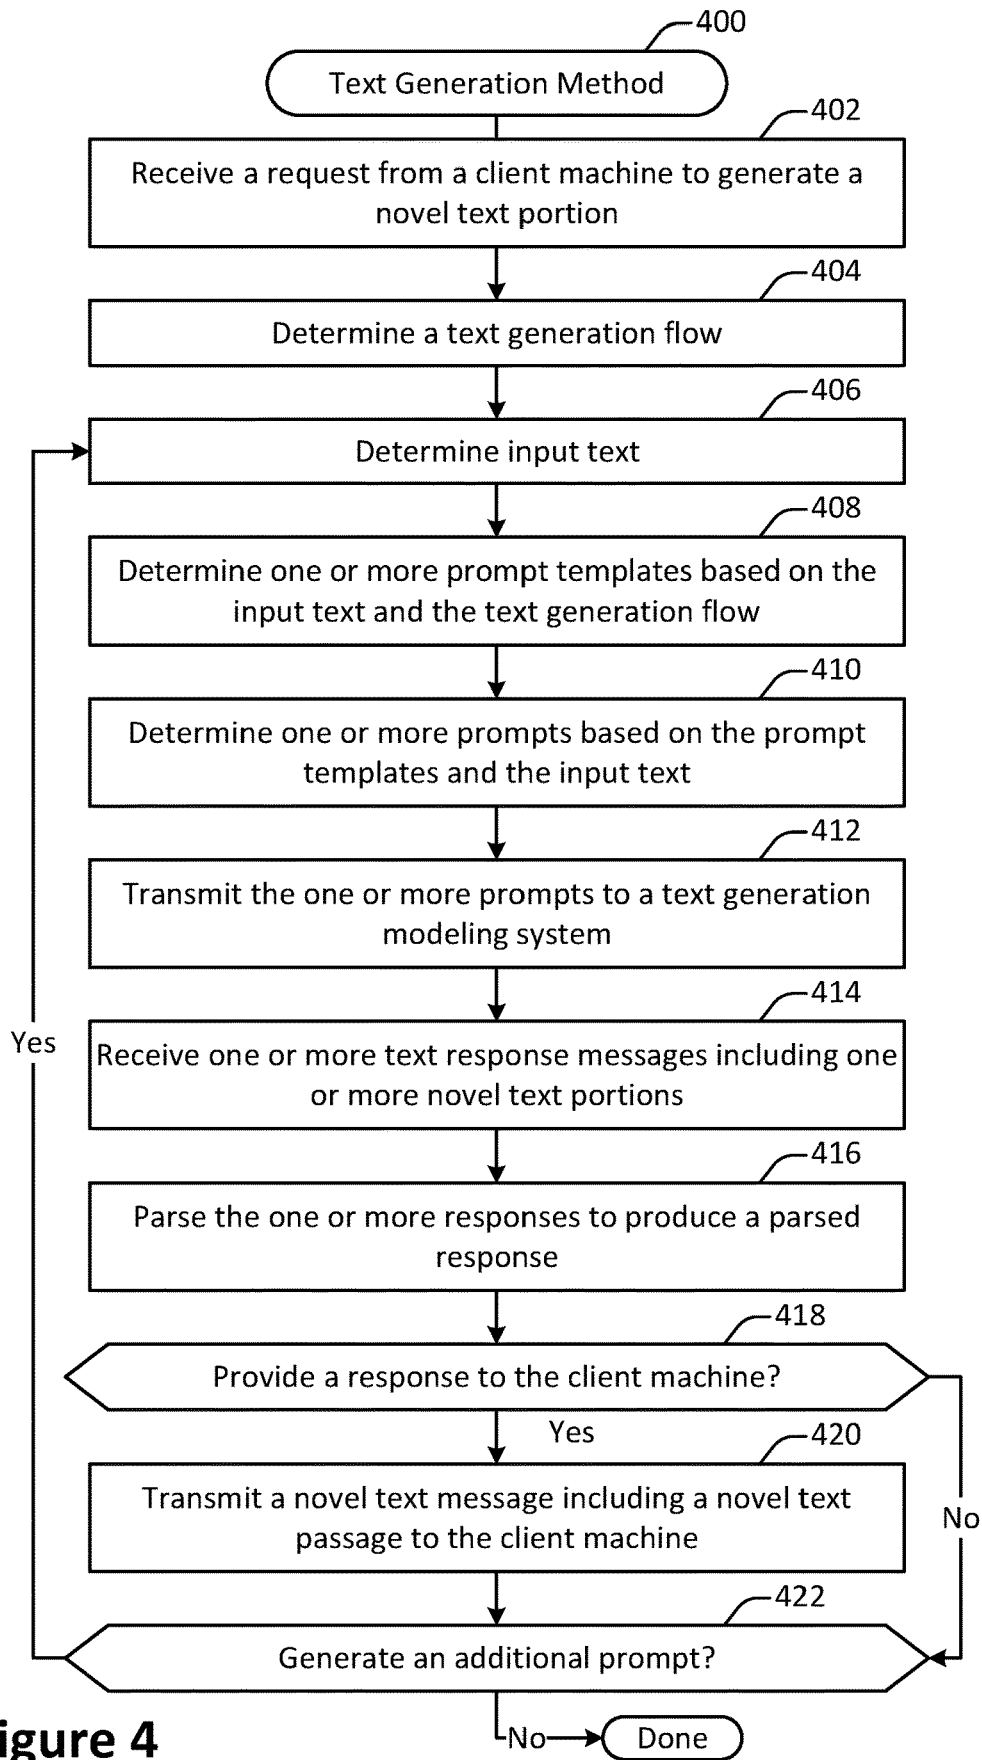 400
Text Generation Method
402
Receive a request from a client machine to generate a
novel text portion
404
Determine a text generation flow
406
Determine input text
408
Determine one or more prompt templates based on the
input text and the text generation flow
410
Determine one or more prompts based on the prompt
templates and the input text
412
Transmit the one or more prompts to a text generation
modeling system
414
Yes
Receive one or more text response messages including one
or more novel text portions
416
Parse the one or more responses to produce a parsed
response
418
Provide a response to the client machine?
Yes
420
Transmit a novel text message including a novel text
passage to the client machine
No
422
Generate an additional prompt?
igure 4
No
Done